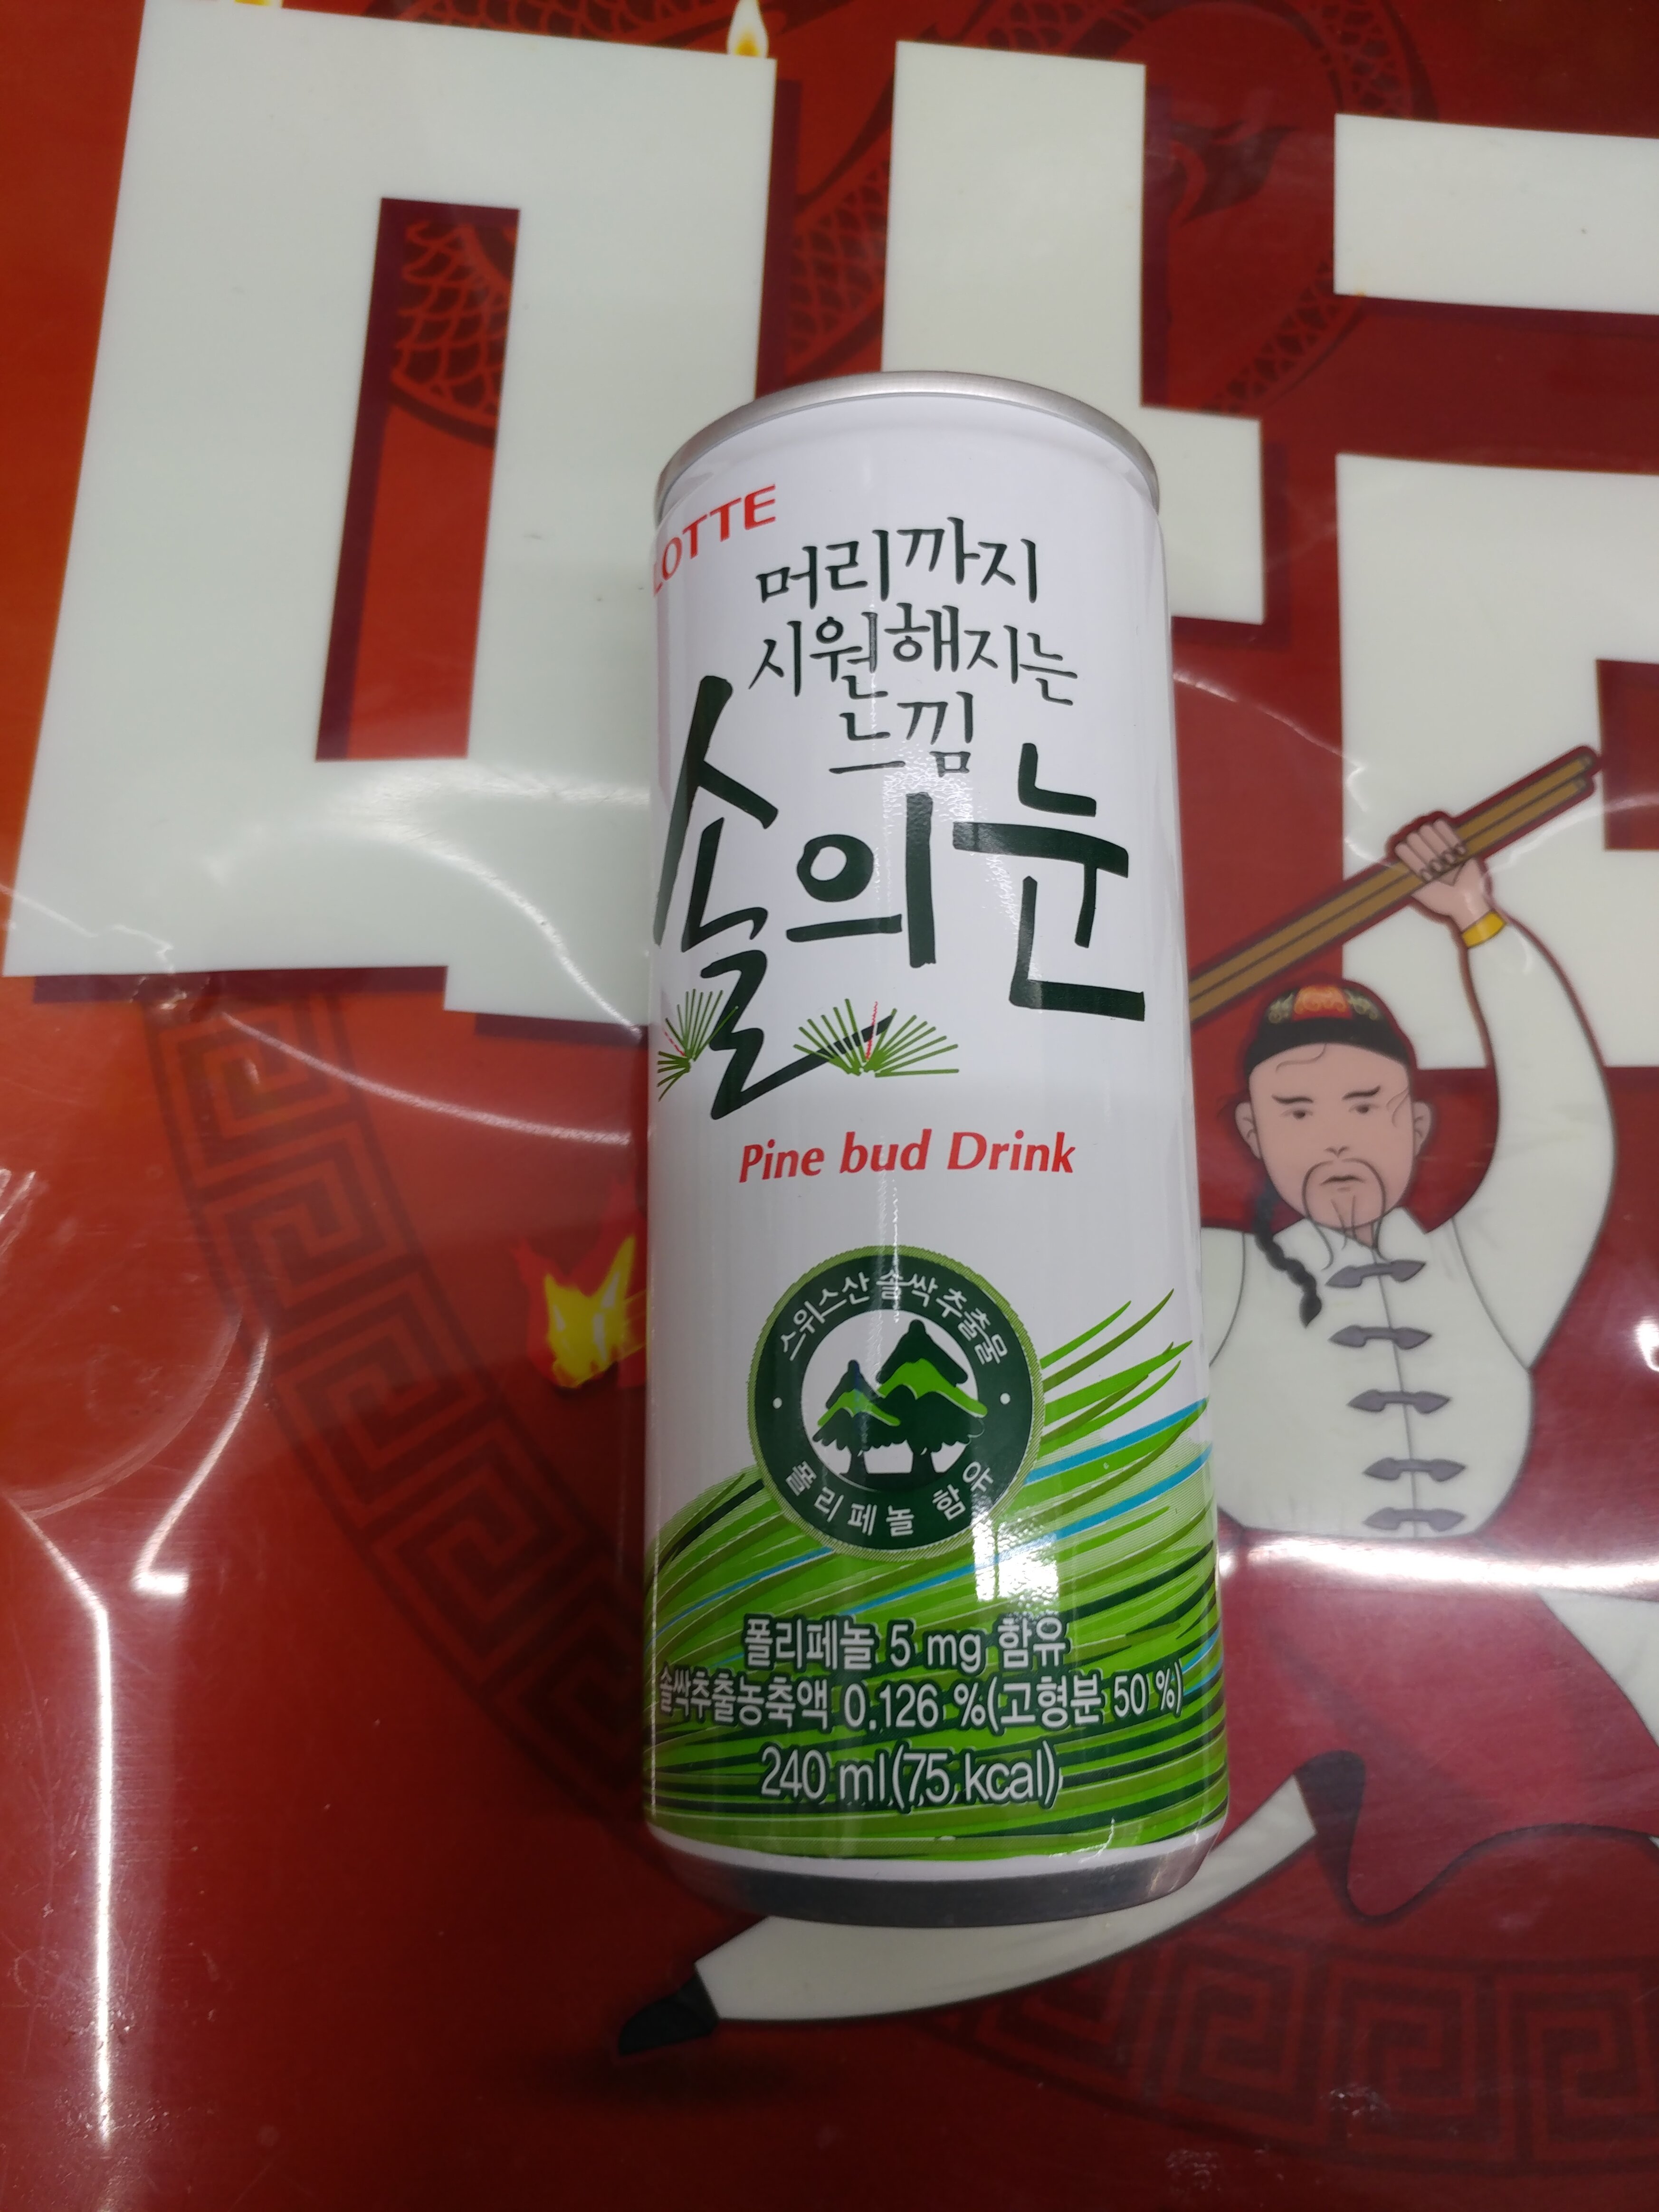 LOTTE
머리까지
시원해지는
느낌
솔의눈
Pine bud Drink
스위스산 솔싹추출물
폴리페놀 함유
폴리페놀 5 mg 함유
솔싹추출농축액 0.126 %(고형분 50 %)
240 ml(75 kcal)